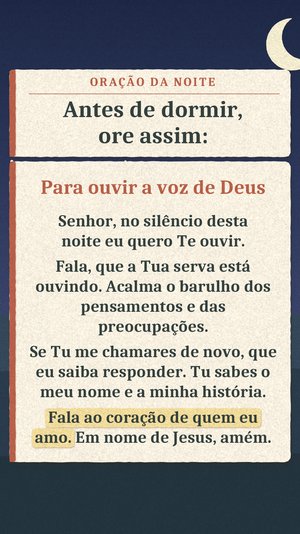 ORAÇÃO DA NOITE
Antes de dormir,
ore assim:
Para ouvir a voz de Deus
Senhor, no silêncio desta
noite eu quero Te ouvir.
Fala, que a Tua serva está
ouvindo. Acalma o barulho dos
pensamentos e das
preocupações.
Se Tu me chamares de novo, que
eu saiba responder. Tu sabes o
meu nome e a minha história.
Fala ao coração de quem eu
amo. Em nome de Jesus, amém.